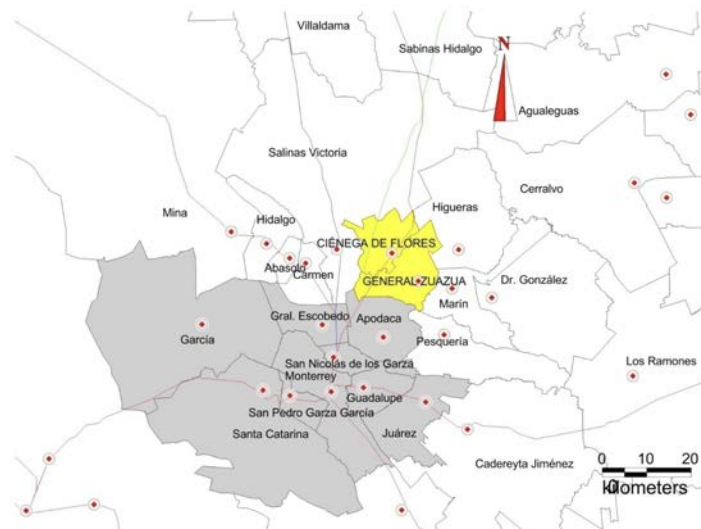 Villaldama
Sabinas Hidalgo
N
Agualeguas
Salinas Victoria
Cerralvo
Mina
Higueras
Hidalgo
CIÉNEGA DE FLORES
Abasolo
Carmen
GENERAL ZUAZUA
Dr. González
Marín
Gral. Escobedo
Apodaca
García
Pesquería
San Nicolás de los Garza
Los Ramones
Monterrey
Guadalupe
San Pedro Garza García
Santa Catarina
Juárez
Cadereyta Jiménez
0 10 20
0
kilometers